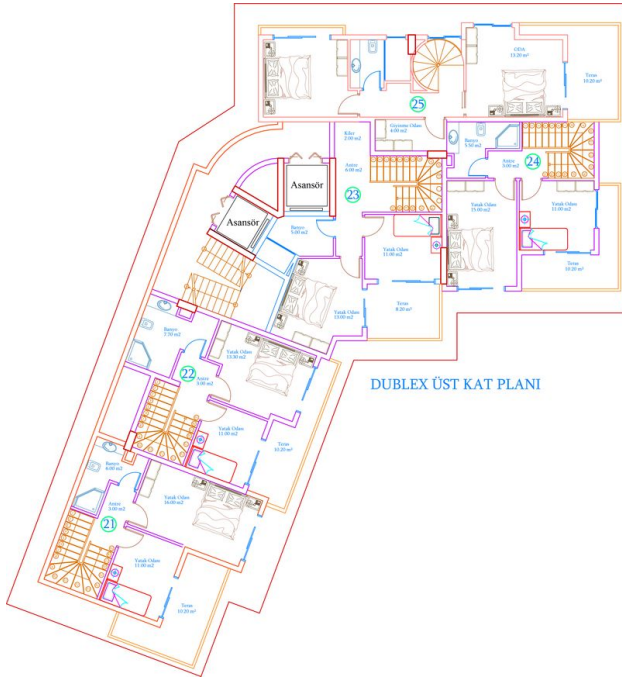 ODA
13.20 m²
Teras
10.20 m²
25
Giyinme Odası
4.00 m2
Kiler
2.00 m2
Banyo
5.50 m2
Antre
6.00 m2
Antre
5.00 m2
24
Asansör
23
Yatak Odası
15.00 m2
Yatak Odası
11.00 m2
Asansör
Banyo
5.00 m2
Yatak Odası
11.00 m2
Teras
10.20 m²
Teras
8.20 m²
Yatak Odası
13.00 m2
Banyo
7.20 m2
Yatak Odası
13.50 m2
22
Antre
5.00 m2
DUBLEX ÜST KAT PLANI
Yatak Odası
11.00 m2
Teras
10.20 m²
Banyo
6.00 m2
Yatak Odası
16.00 m2
Antre
3.00 m2
21
Yatak Odası
11.00 m2
Teras
10.20 m²